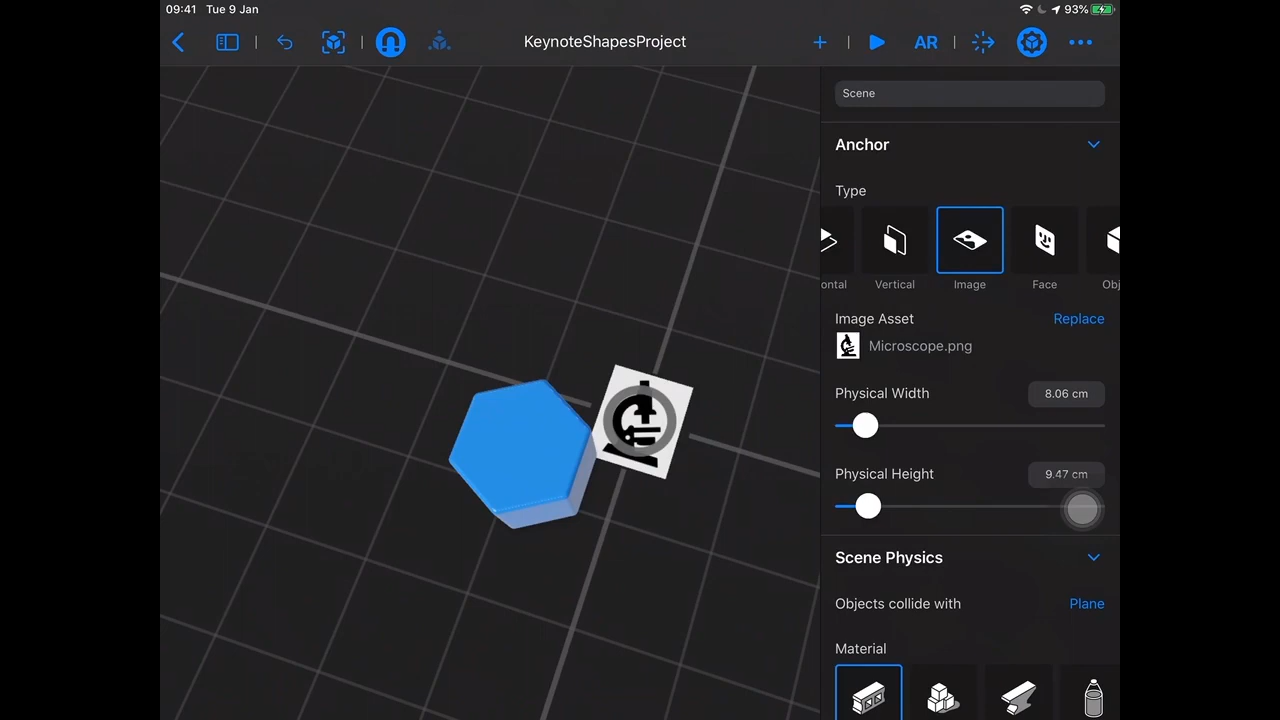 09:41 Tue 9 Jan
93%
KeynoteShapesProject
AR
Scene
Anchor
Type
ontal Vertical Image Face Obj
Image Asset Replace
Microscope.png
Physical Width 8.06 cm
Physical Height 9.47 cm
Scene Physics
Objects collide with Plane
Material